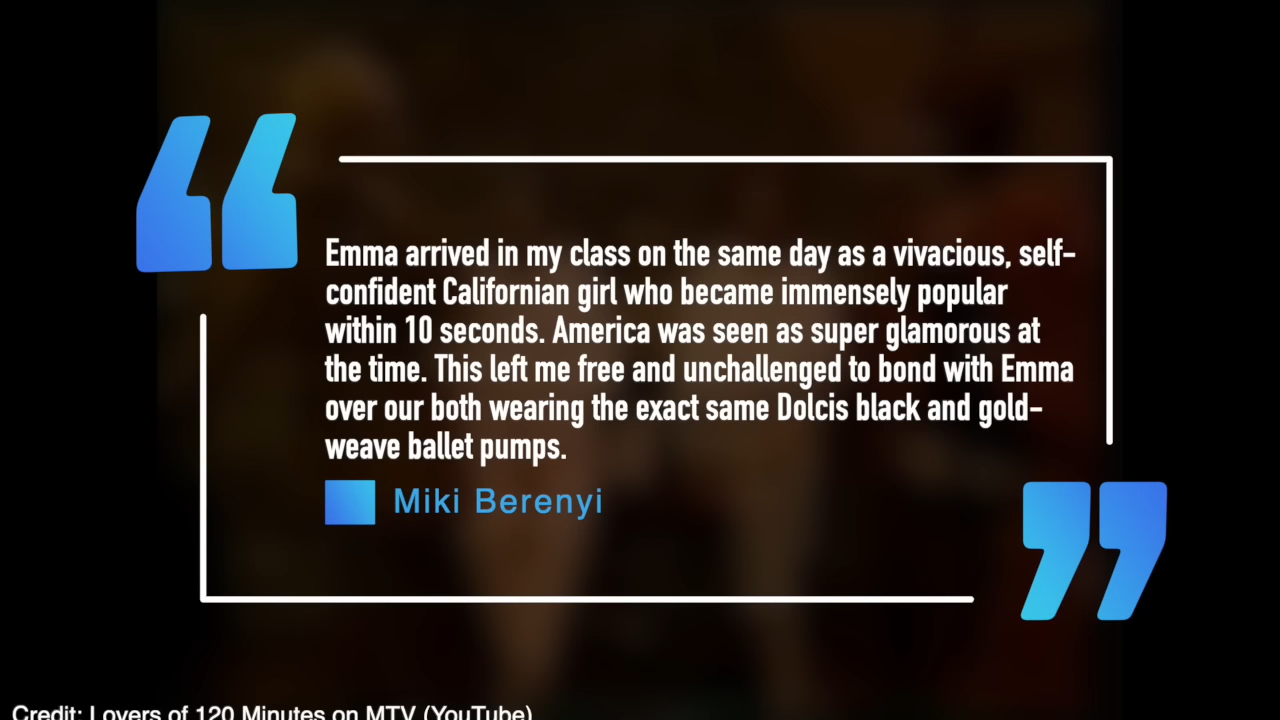 Emma arrived in my class on the same day as a vivacious, self-
confident Californian girl who became immensely popular
within 10 seconds. America was seen as super glamorous at
the time. This left me free and unchallenged to bond with Emma
over our both wearing the exact same Dolcis black and gold-
weave ballet pumps.
Miki Berenyi
Credit: Lovers of 120 Minutes on MTV (YouTube)